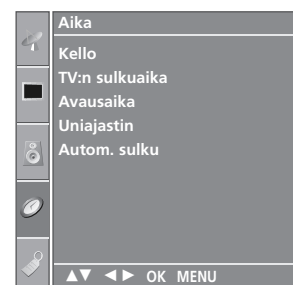 Aika
Kello
TV:n sulkuaika
Avausaika
Uniajastin
Autom. sulku
▲▼ ◄► OK MENU